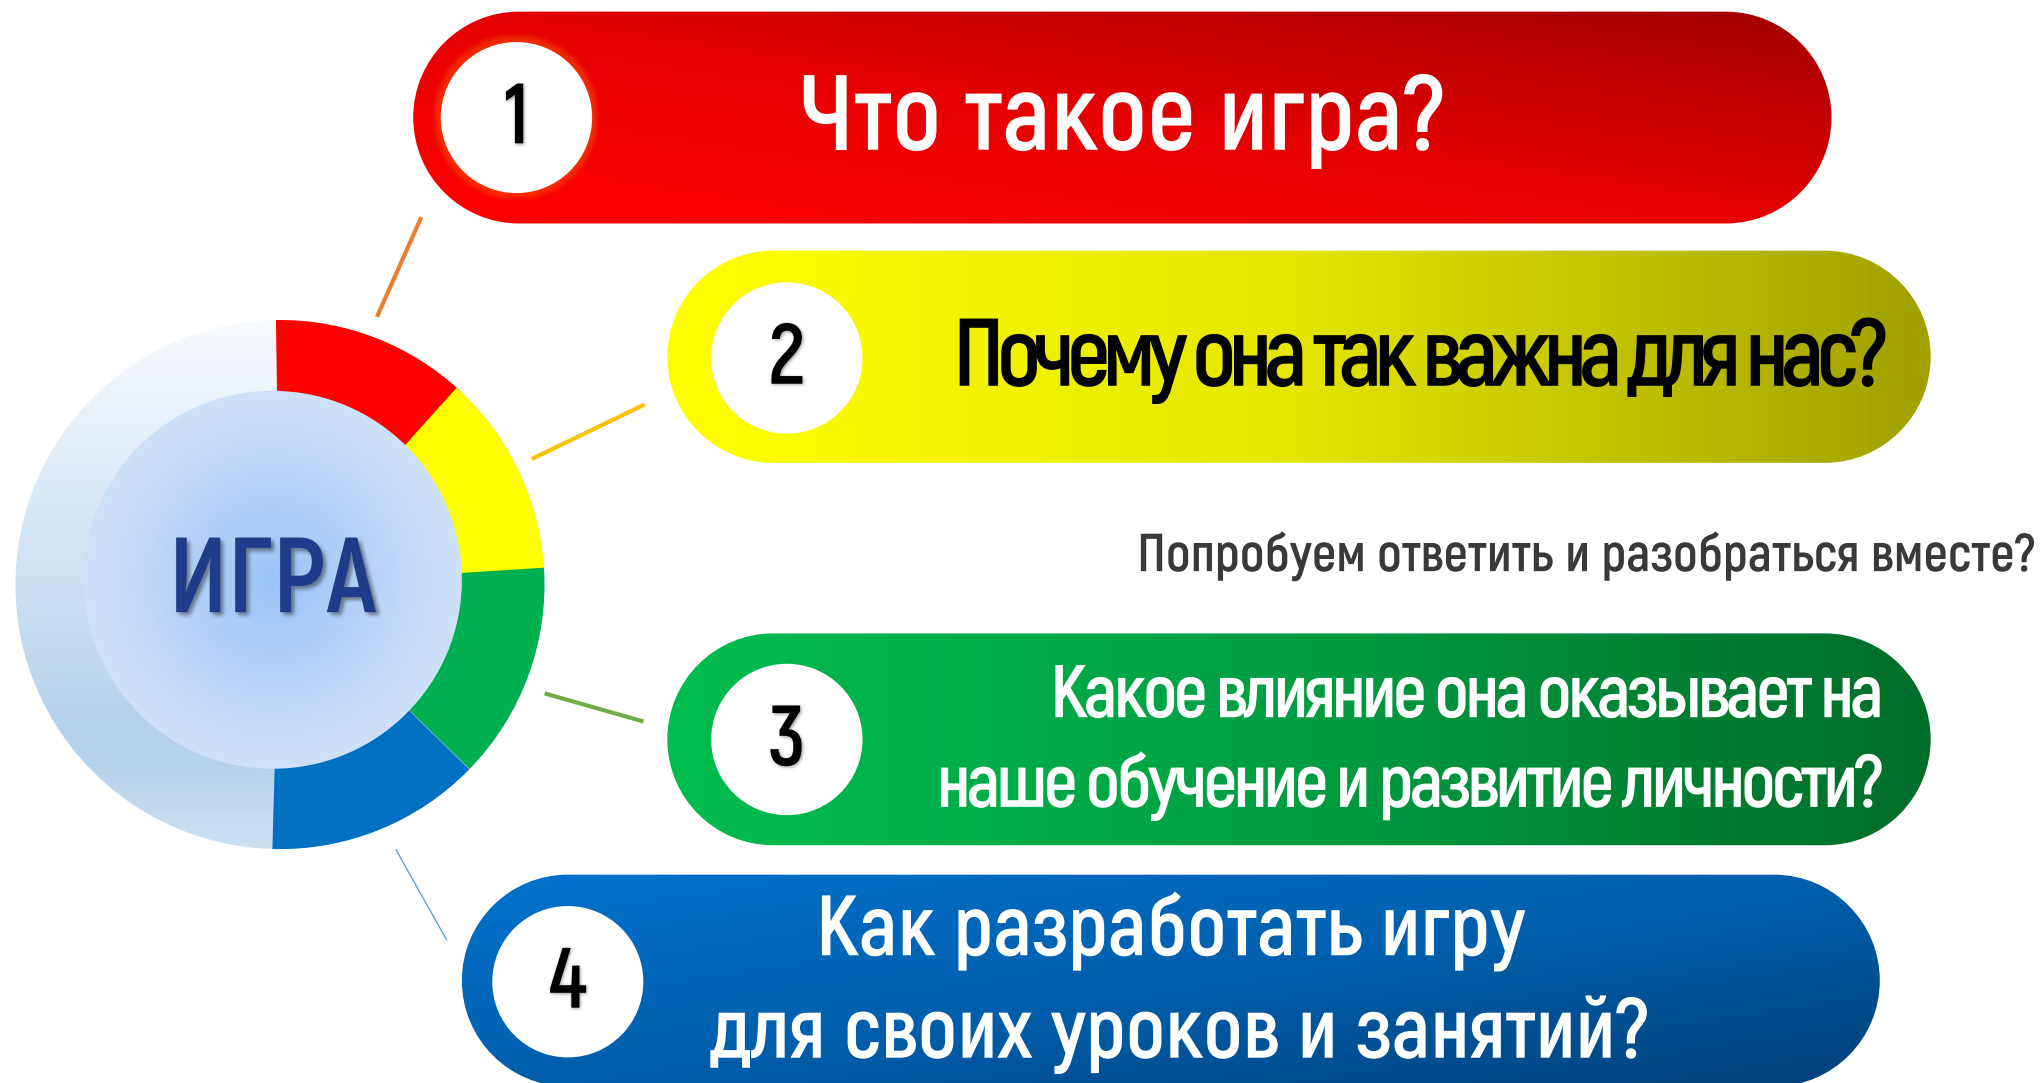 1
Что такое игра?
2
Почему она так важна для нас?
ИГРА
Попробуем ответить и разобраться вместе?
3
Какое влияние она оказывает на
наше обучение и развитие личности?
4
Как разработать игру
для своих уроков и занятий?